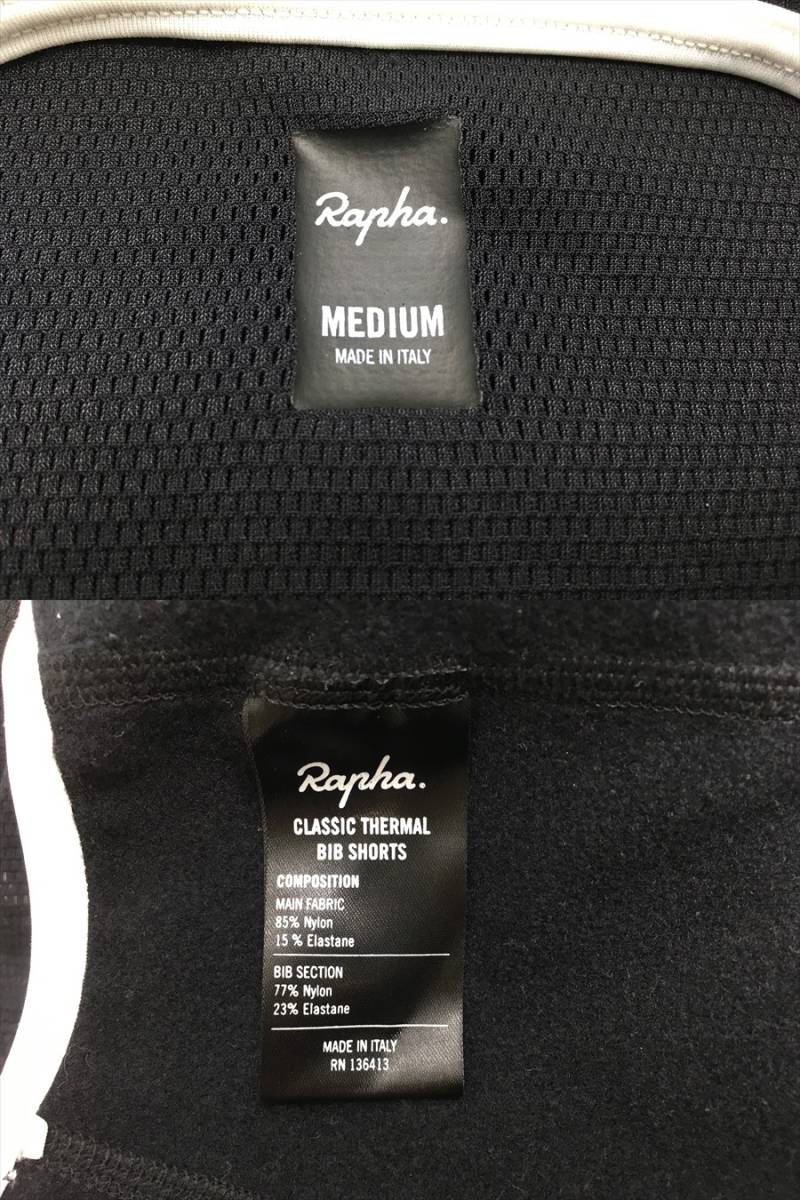 Rapha.
MEDIUM
MADE IN ITALY
Rapha.
CLASSIC THERMAL
BIB SHORTS
COMPOSITION
MAIN FABRIC
85% Nylon
15 % Elastane
BIB SECTION
77% Nylon
23% Elastane
MADE IN ITALY
RN 136413